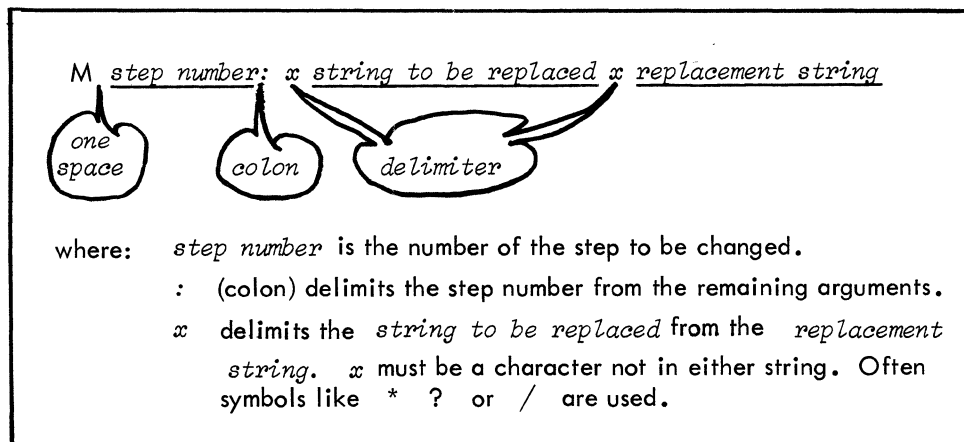 M step number: x string to be replaced x replacement string
one
space
colon
delimiter
where: step number is the number of the step to be changed.
: (colon) delimits the step number from the remaining arguments.
x delimits the string to be replaced from the replacement
string. x must be a character not in either string. Often
symbols like * ? or / are used.